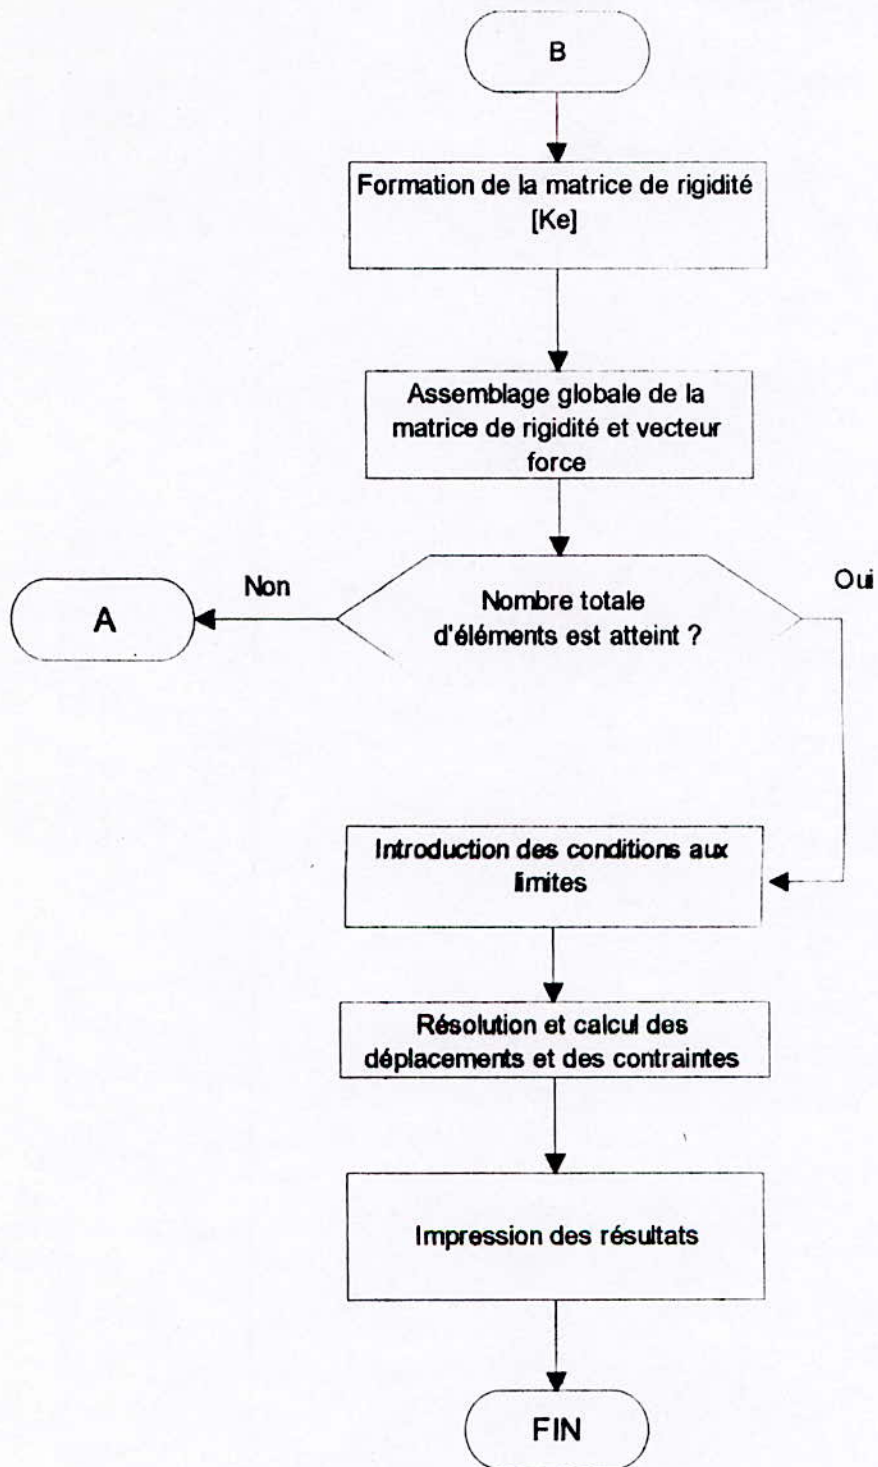 B
Formation de la matrice de rigidité
[Ke]
Assemblage globale de la
matrice de rigidité et vecteur
force
Non
Oui
A
Nombre totale
d'éléments est atteint ?
Introduction des conditions aux
limites
Résolution et calcul des
déplacements et des contraintes
Impression des résultats
FIN